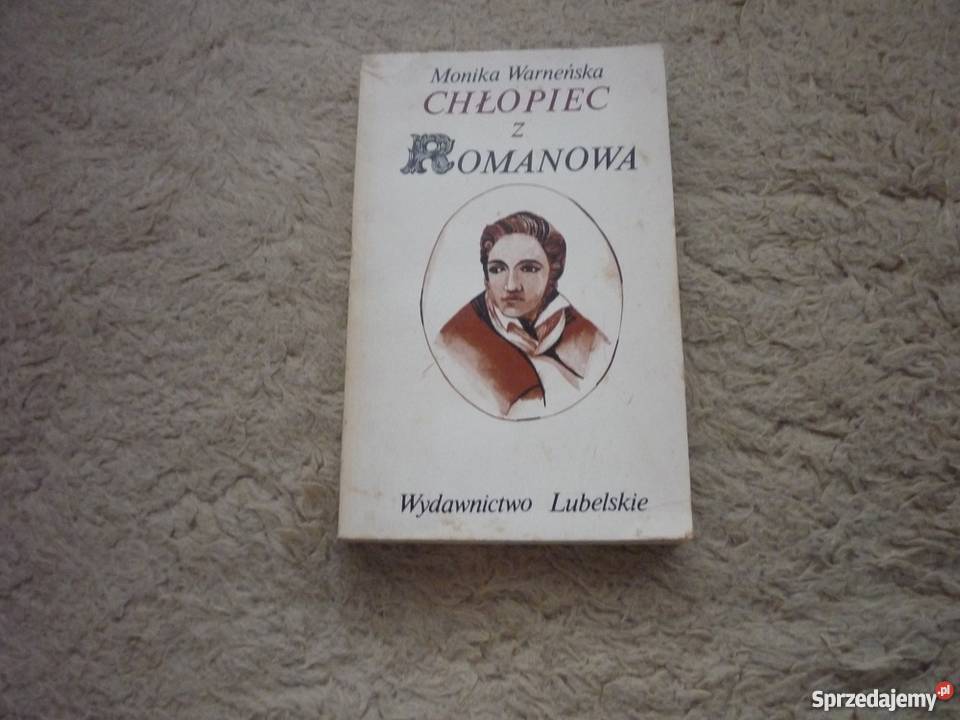 Monika Warneńska
CHŁOPIEC
z
ROMANOWA
Wydawnictwo Lubelskie
Sprzedajemy.pl